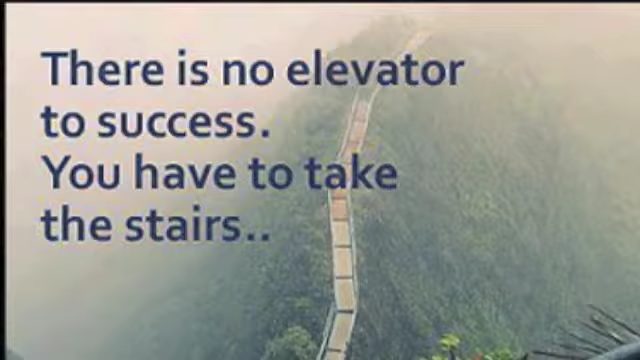 There is no elevator
to success.
You have to take
the stairs..